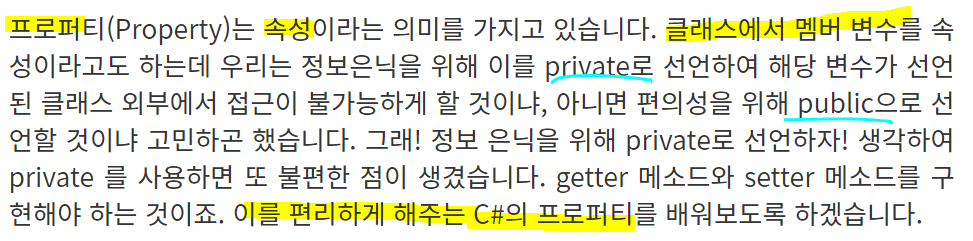 프로퍼티(Property)는 속성이라는 의미를 가지고 있습니다. 클래스에서 멤버 변수를 속
성이라고도 하는데 우리는 정보은닉을 위해 이를 private로 선언하여 해당 변수가 선언
된 클래스 외부에서 접근이 불가능하게 할 것이냐, 아니면 편의성을 위해 public으로 선
언할 것이냐 고민하곤 했습니다. 그래! 정보 은닉을 위해 private로 선언하자! 생각하여
private 를 사용하면 또 불편한 점이 생겼습니다. getter 메소드와 setter 메소드를 구
현해야 하는 것이죠. 이를 편리하게 해주는 C#의 프로퍼티를 배워보도록 하겠습니다.